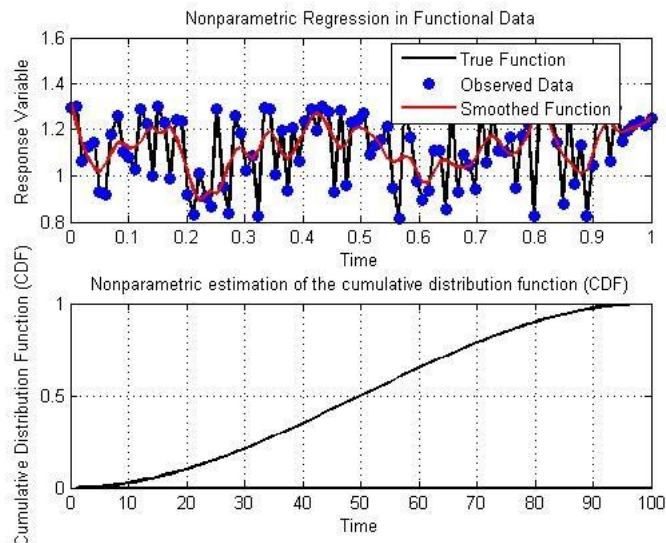 Nonparametric Regression in Functional Data
Response Variable
1.6
1.4
1.2
1
0.8
True Function
Observed Data
Smoothed Function
0 0.1 0.2 0.3 0.4 0.5 0.6 0.7 0.8 0.9 1
Time
Nonparametric estimation of the cumulative distribution function (CDF)
Cumulative Distribution Function (CDF)
1
0.5
0
0 10 20 30 40 50 60 70 80 90 100
Time